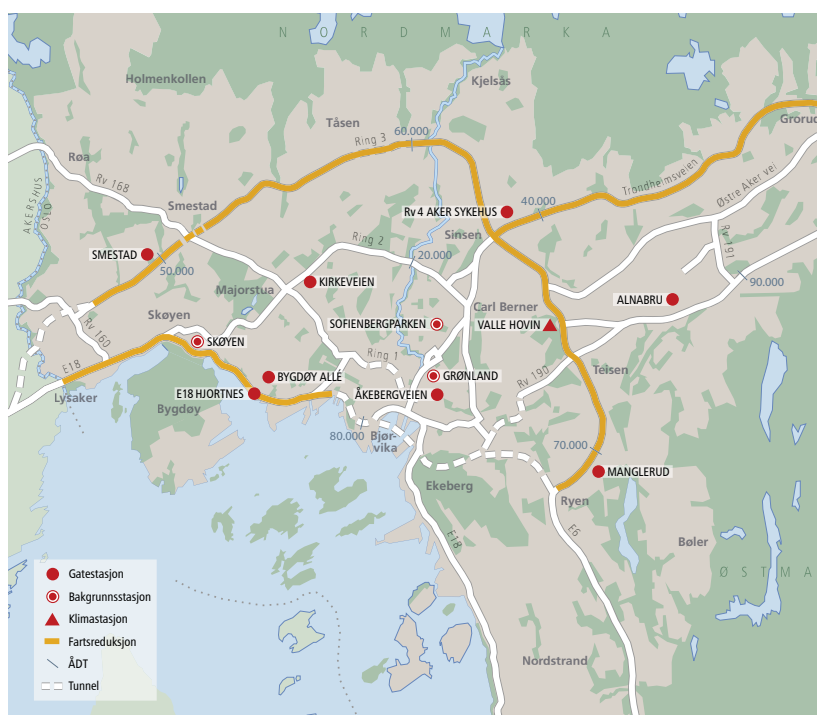 NORDMARKA
Holmenkollen
Kjelsås
Tåsen
60.000
Ring 3
Grorud
Røa
Rv 168
Trondheimsveien
Østre Aker vei
AKERSHUS
OSLO
Smestad
Rv 4 AKER SYKEHUS
40.000
Sinsen
Ring 2
Rv 191
SMESTAD
50.000
20.000
90.000
KIRKEVEIEN
Majorstua
ALNABRU
Carl Berner
Skøyen
SOFIENBERGPARKEN
VALLE HOVIN
Rv 160
SKØYEN
Ring 1
E18
Teisen
Rv 190
BYGDØY ALLÉ
GRØNLAND
Lysaker
E18 HJORTNES
ÅKEBERGVEIEN
Bygdøy
80.000
Bjør-
vika
70.000
MANGLERUD
Ekeberg
Ryen
E18
E6
Bøler
ØSTMA
Gatestasjon
Bakgrunnsstasjon
Klimastasjon
Fartsreduksjon
ÅDT
Tunnel
Nordstrand